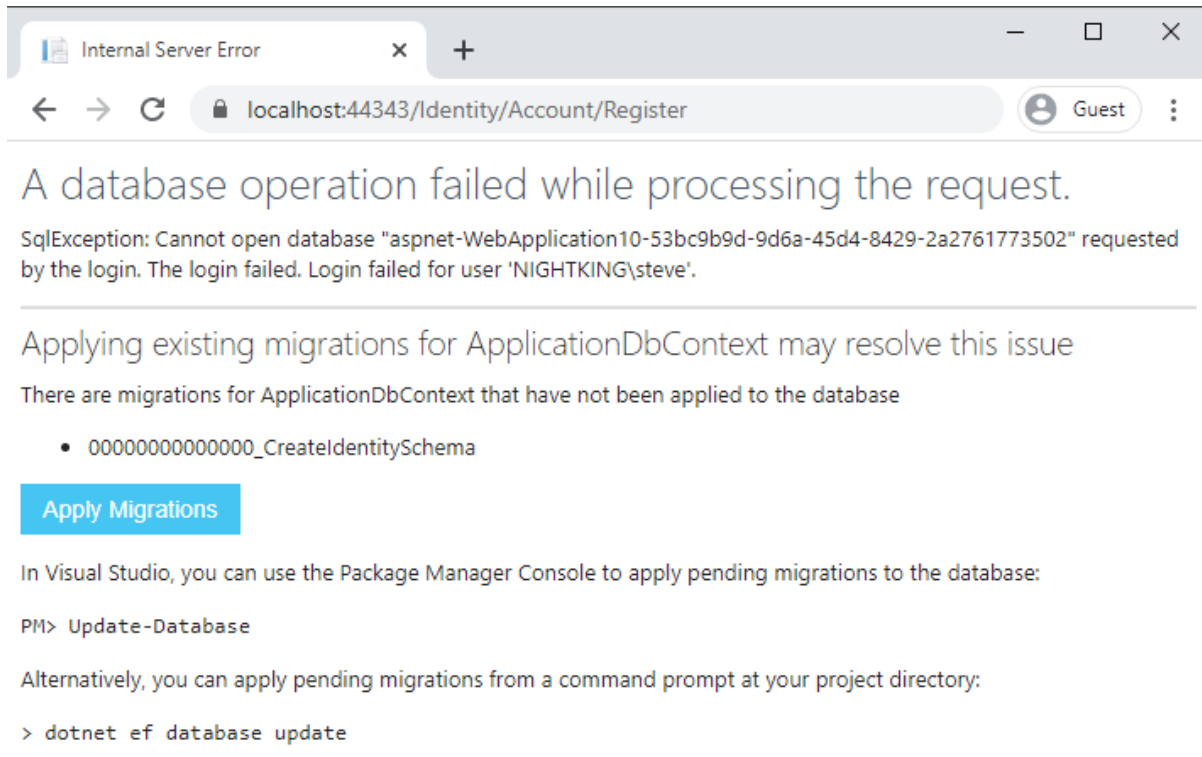 Internal Server Error
localhost:44343/Identity/Account/Register
Guest
A database operation failed while processing the request.
SqlException: Cannot open database "aspnet-WebApplication10-53bc9b9d-9d6a-45d4-8429-2a2761773502" requested
by the login. The login failed. Login failed for user 'NIGHTKING\steve'.
Applying existing migrations for ApplicationDbContext may resolve this issue
There are migrations for ApplicationDbContext that have not been applied to the database
• 00000000000000_CreateIdentitySchema
Apply Migrations
In Visual Studio, you can use the Package Manager Console to apply pending migrations to the database:
PM> Update-Database
Alternatively, you can apply pending migrations from a command prompt at your project directory:
> dotnet ef database update